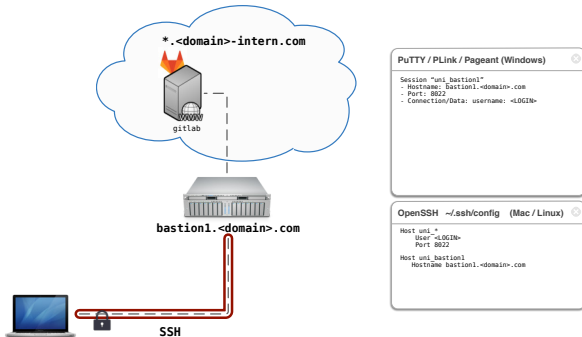 *.<domain>-intern.com
WWW
gitlab
bastion1.<domain>.com
SSH
PuTTY / PLink / Pageant (Windows)
Session "uni_bastion1"
- Hostname: bastion1.<domain>.com
- Port: 8022
- Connection/Data: username: <LOGIN>
OpenSSH ~/.ssh/config (Mac / Linux)
Host uni_*
User <LOGIN>
Port 8022
Host uni_bastion1
Hostname bastion1.<domain>.com